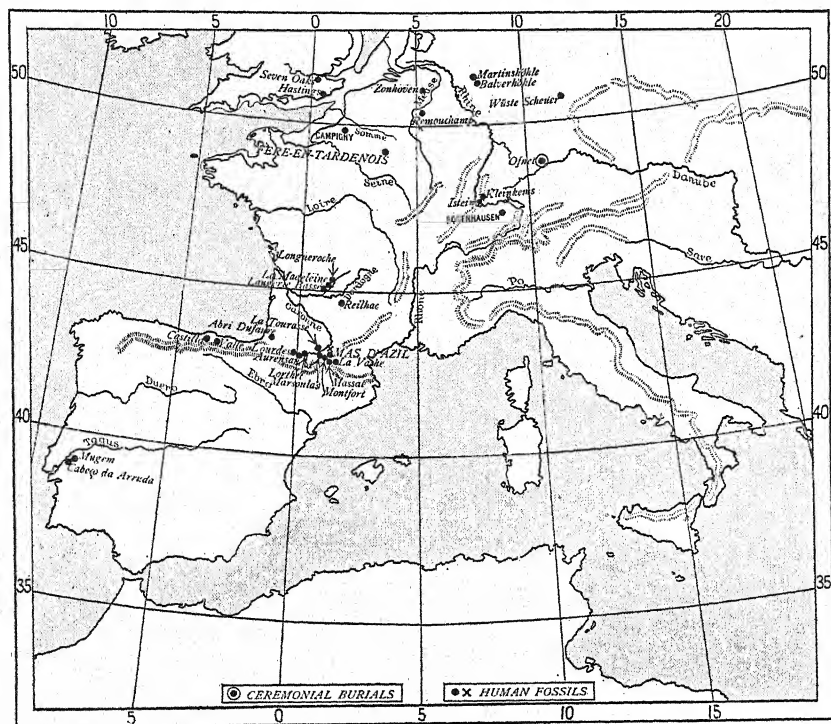 10 5 0 5 10 15 20
50
50
45
45
40
40
35
35
Seven Oaks
Hastings
Zonhoven
Meuse
Rhine
Martinshöhle
Balverhöhle
Wüste Scheuer
Remouchamps
CAMPIGNY
Somme
FÈRE-EN-TARDENOIS
Seine
Ofnet
Kleinkems
Istein
Danube
Loire
Save
Po
Rhone
Longueroche
La Madeleine
Laugerie Basse
Reilhac
Garonne
La Tourasse
Abri Dufaure
Castillo
Valle
Lourdes
Aurensan
MAS D'AZIL
La Vache
Lorthet
Marsoulas
Massat
Montfort
Ebro
Duero
Tagus
Mugem
Cabeço da Arruda
CEREMONIAL BURIALS
HUMAN FOSSILS
5 0 5 10 15